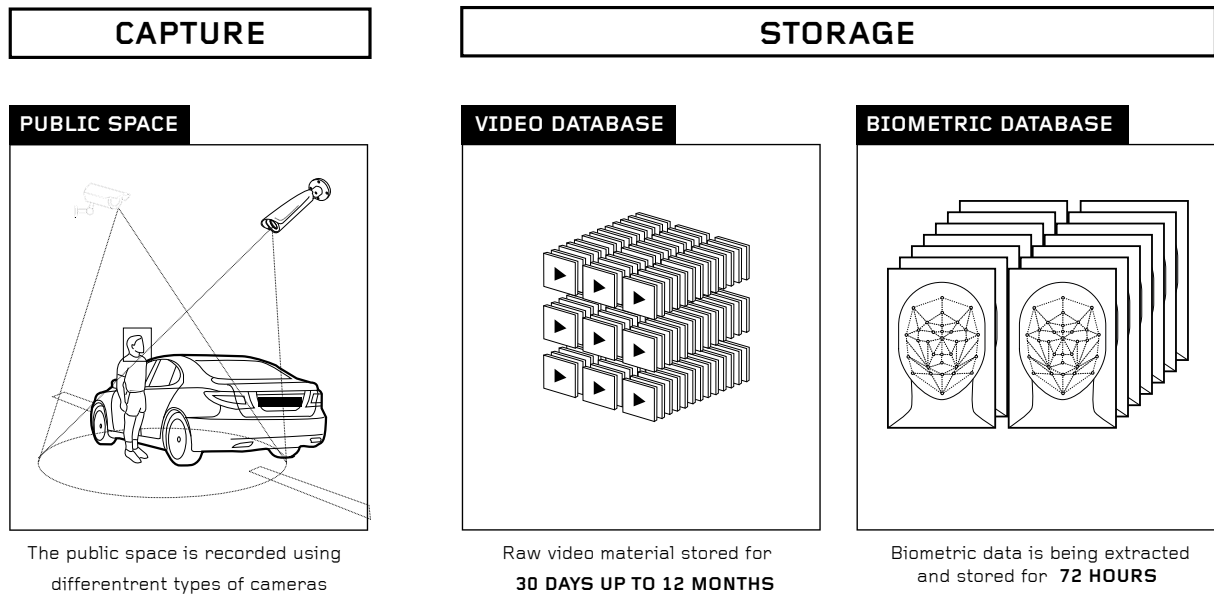 CAPTURE
STORAGE
PUBLIC SPACE
The public space is recorded using
differentrent types of cameras
VIDEO DATABASE
Raw video material stored for
30 DAYS UP TO 12 MONTHS
BIOMETRIC DATABASE
Biometric data is being extracted
and stored for 72 HOURS